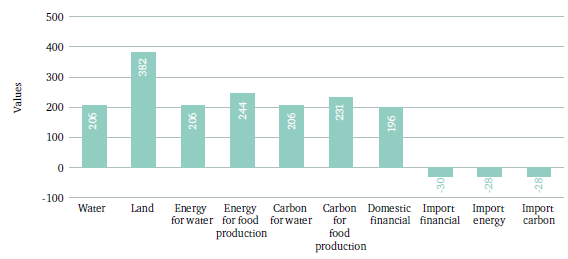 500
400
300
200
100
0
-100
Values
206
382
206
244
206
231
196
-30
-28
-28
Water
Land
Energy
for water
Energy
for food
production
Carbon
for water
Carbon
for
food
production
Domestic
financial
Import
financial
Import
energy
Import
carbon